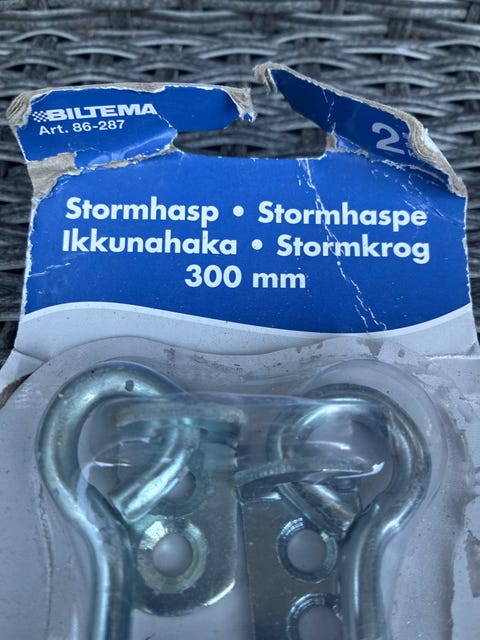 BILTEMA
Art. 86-287
2
Stormhasp • Stormhaspe
Ikkunahaka • Stormkrog
300 mm